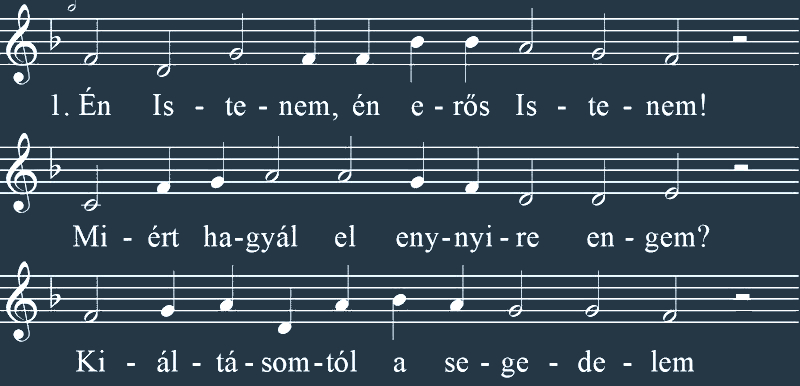 1. Én Is - te - nem, én e - rős Is - te - nem!
Mi - ért ha-gyál el eny-nyi - re en - gem?
Ki - ál - tá - som-tól a se - ge - de - lem